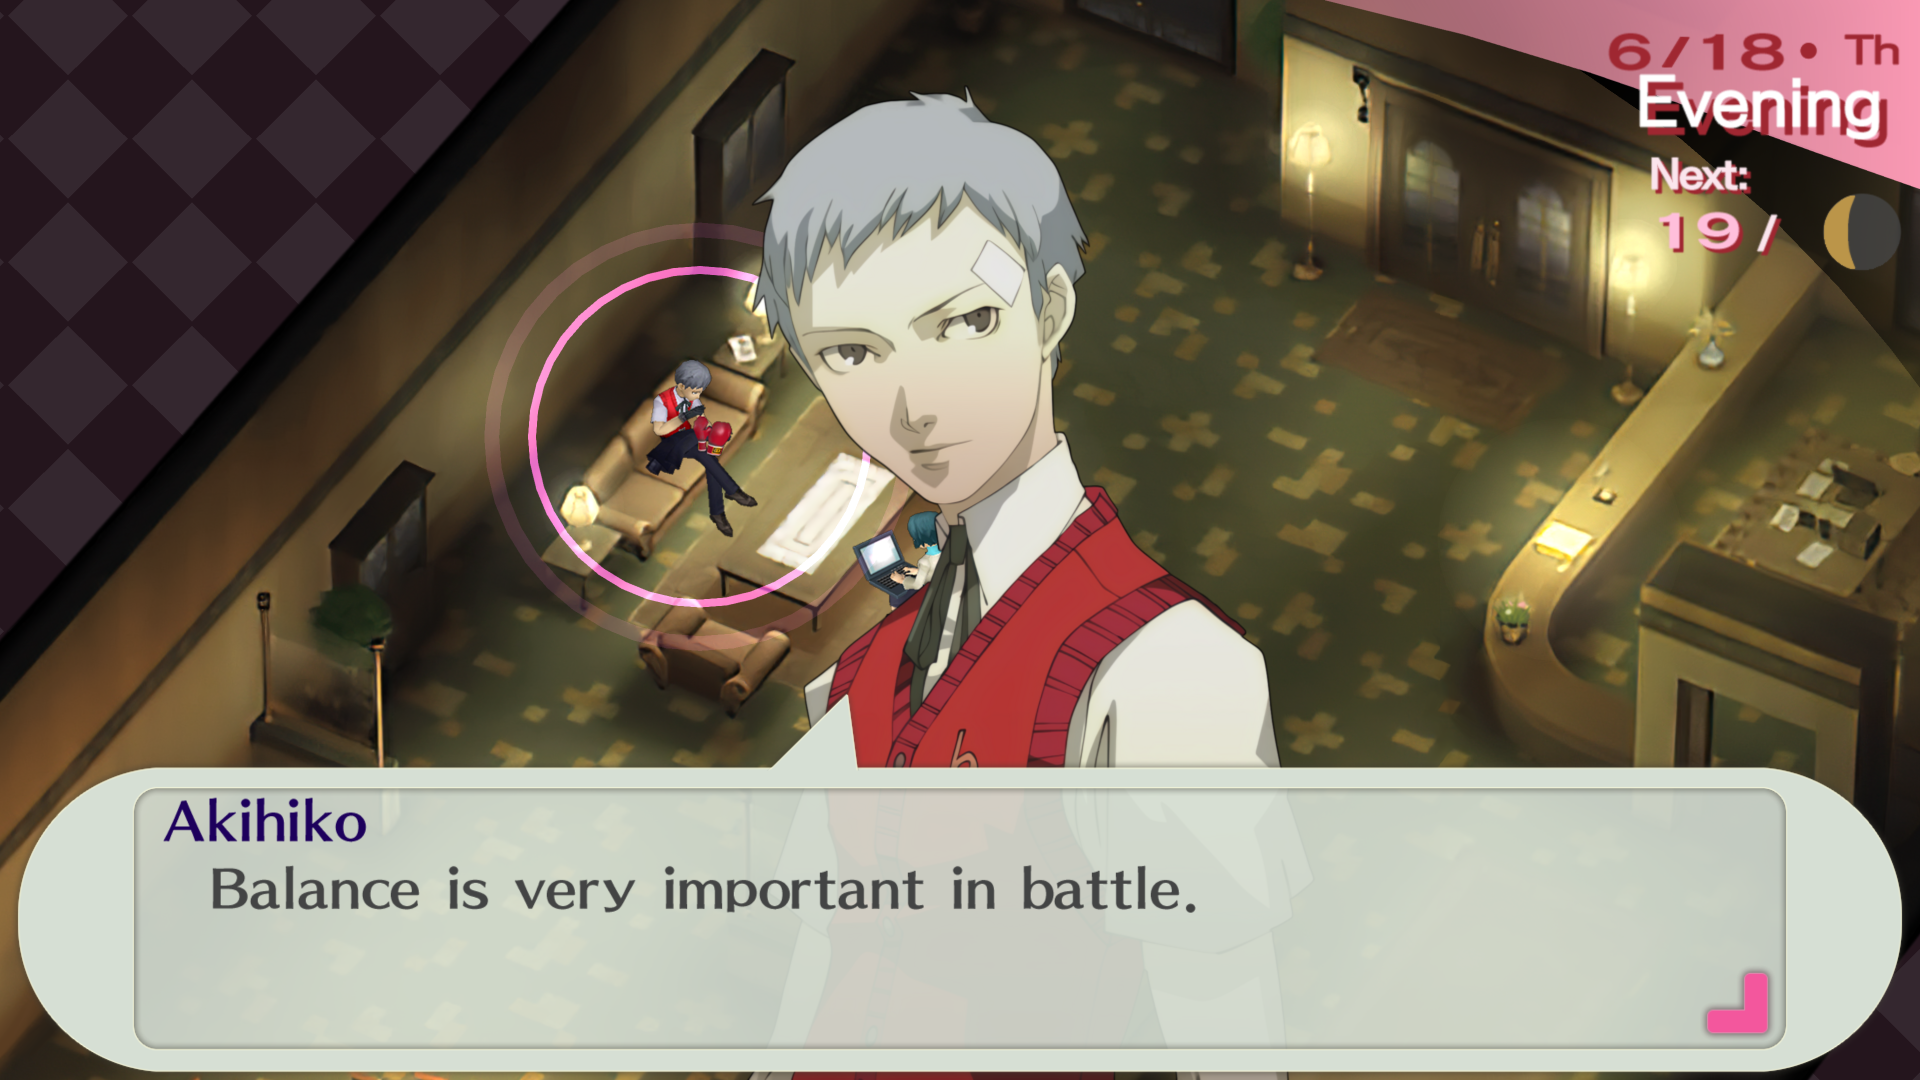 6/18• Th
Evening
Next:
19/
Akihiko
Balance is very important in battle.